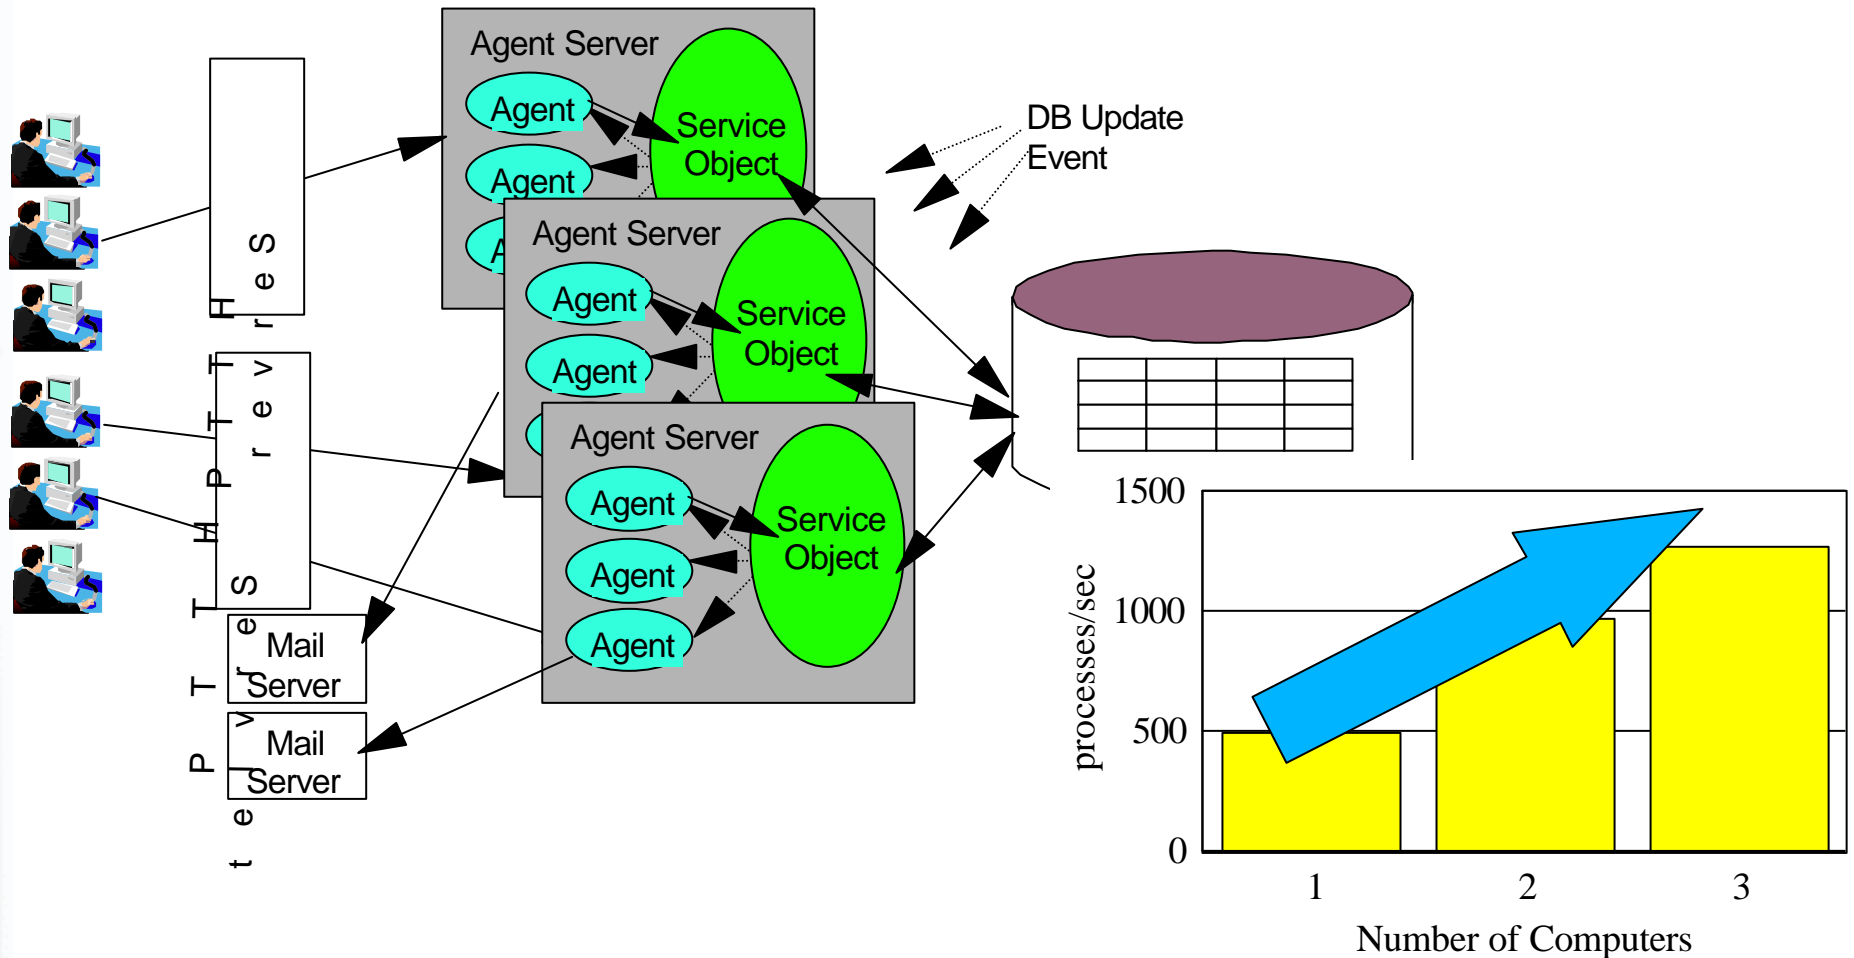 Agent Server
Agent
Agent
A
Service
Object
DB Update
Event
Agent Server
Agent
Agent
Service
Object
Agent Server
Agent
Agent
Agent
Service
Object
HTTP
Server
HTTP
Servlet
Mail
Server
Mail
Server
1500
1000
500
0
processes/sec
1
2
3
Number of Computers